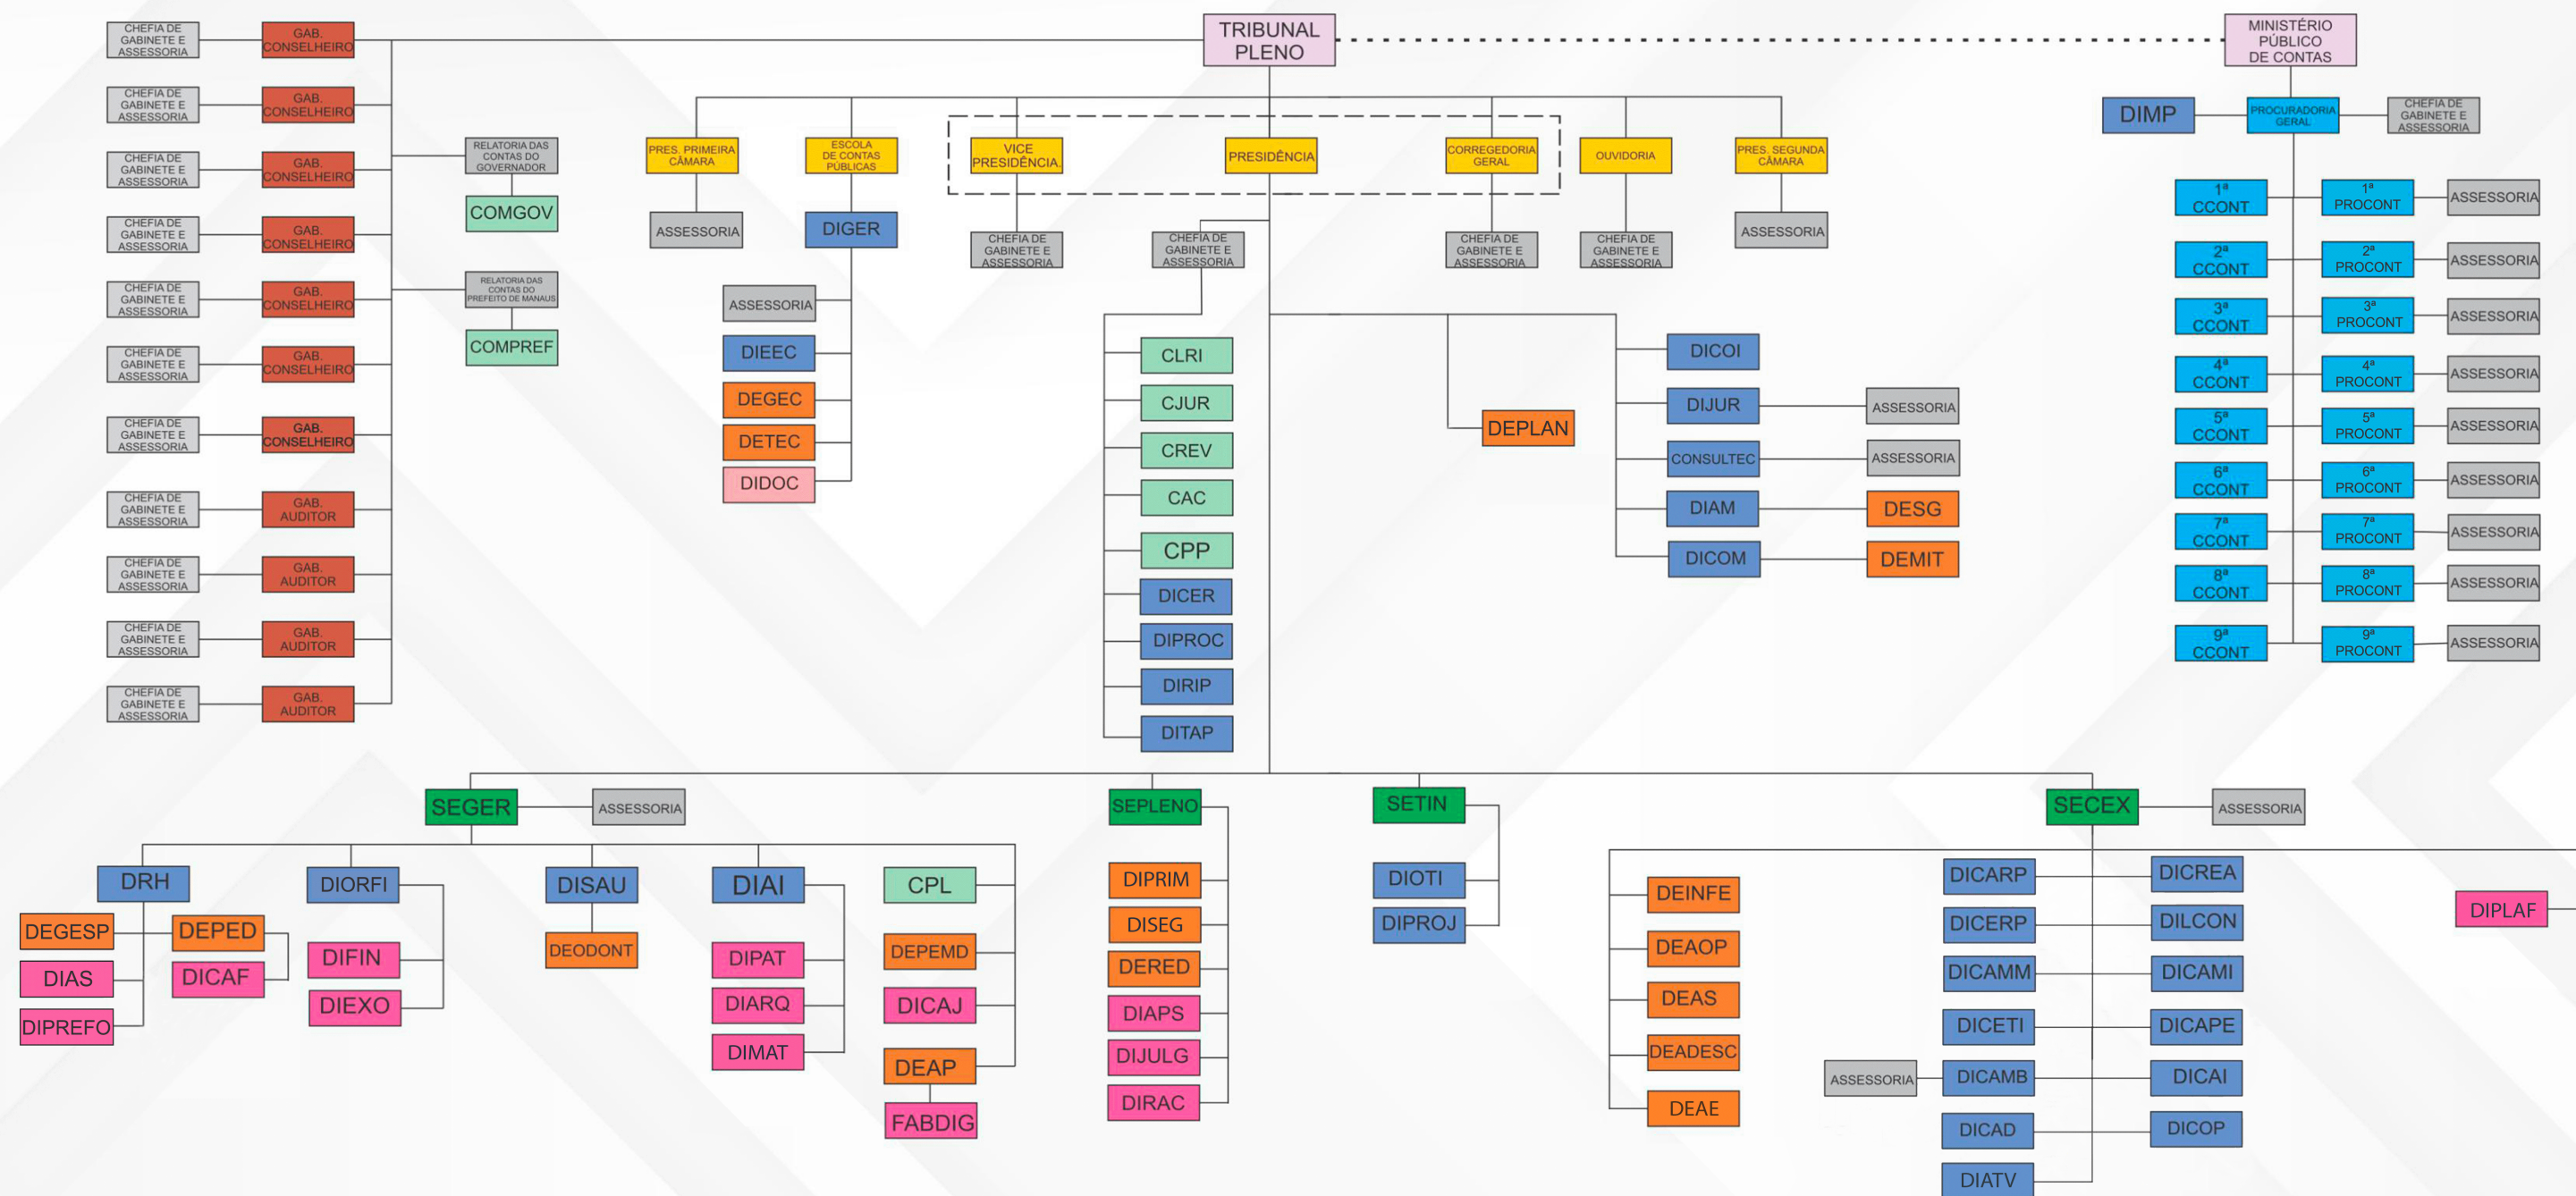 TRIBUNAL
PLENO
MINISTÉRIO
PÚBLICO
DE CONTAS
CHEFIA DE
GABINETE E
ASSESSORIA
GAB.
CONSELHEIRO
CHEFIA DE
GABINETE E
ASSESSORIA
GAB.
CONSELHEIRO
CHEFIA DE
GABINETE E
ASSESSORIA
GAB.
CONSELHEIRO
CHEFIA DE
GABINETE E
ASSESSORIA
GAB.
CONSELHEIRO
CHEFIA DE
GABINETE E
ASSESSORIA
GAB.
CONSELHEIRO
CHEFIA DE
GABINETE E
ASSESSORIA
GAB.
CONSELHEIRO
CHEFIA DE
GABINETE E
ASSESSORIA
GAB.
CONSELHEIRO
CHEFIA DE
GABINETE E
ASSESSORIA
GAB.
AUDITOR
CHEFIA DE
GABINETE E
ASSESSORIA
GAB.
AUDITOR
CHEFIA DE
GABINETE E
ASSESSORIA
GAB.
AUDITOR
CHEFIA DE
GABINETE E
ASSESSORIA
GAB.
AUDITOR
RELATORIA DAS
CONTAS DO
GOVERNADOR
COMGOV
RELATORIA DAS
CONTAS DO
PREFEITO DE MANAUS
COMPREF
PRES. PRIMEIRA
CÂMARA
ASSESSORIA
ESCOLA
DE CONTAS
PÚBLICAS
DIGER
ASSESSORIA
DIEEC
DEGEC
DETEC
DIDOC
VICE
PRESIDÊNCIA.
CHEFIA DE
GABINETE E
ASSESSORIA
PRESIDÊNCIA
CHEFIA DE
GABINETE E
ASSESSORIA
CORREGEDORIA
GERAL
CHEFIA DE
GABINETE E
ASSESSORIA
OUVIDORIA
CHEFIA DE
GABINETE E
ASSESSORIA
PRES. SEGUNDA
CÂMARA
ASSESSORIA
CLRI
CJUR
CREV
CAC
CPP
DICER
DIPROC
DIRIP
DITAP
DEPLAN
DICOI
DIJUR
ASSESSORIA
CONSULTEC
ASSESSORIA
DIAM
DESG
DICOM
DEMIT
DIMP
PROCURADORIA
GERAL
CHEFIA DE
GABINETE E
ASSESSORIA
1ª
CCONT
1ª
PROCONT
ASSESSORIA
2ª
CCONT
2ª
PROCONT
ASSESSORIA
3ª
CCONT
3ª
PROCONT
ASSESSORIA
4ª
CCONT
4ª
PROCONT
ASSESSORIA
5ª
CCONT
5ª
PROCONT
ASSESSORIA
6ª
CCONT
6ª
PROCONT
ASSESSORIA
7ª
CCONT
7ª
PROCONT
ASSESSORIA
8ª
CCONT
8ª
PROCONT
ASSESSORIA
9ª
CCONT
9ª
PROCONT
ASSESSORIA
SEGER
ASSESSORIA
DRH
DEGESP
DEPED
DIAS
DICAF
DIPREFO
DIORFI
DIFIN
DIEXO
DISAU
DEODONT
DIAI
DIPAT
DIARQ
DIMAT
CPL
DEPEMD
DICAJ
DEAP
FABDIG
SEPLENO
DIPRIM
DISEG
DERED
DIAPS
DIJULG
DIRAC
SETIN
DIOTI
DIPROJ
SECEX
ASSESSORIA
DEINFE
DEAOP
DEAS
DEADESC
DEAE
DICARP
DICREA
DICERP
DILCON
DICAMM
DICAMI
DICETI
DICAPE
ASSESSORIA
DICAMB
DICAI
DICAD
DICOP
DIATV
DIPLAF